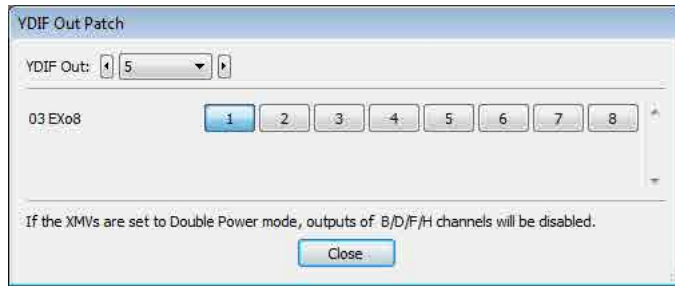 YDIF Out Patch
YDIF Out: 5
03 EXo8 1 2 3 4 5 6 7 8
If the XMVs are set to Double Power mode, outputs of B/D/F/H channels will be disabled.
Close